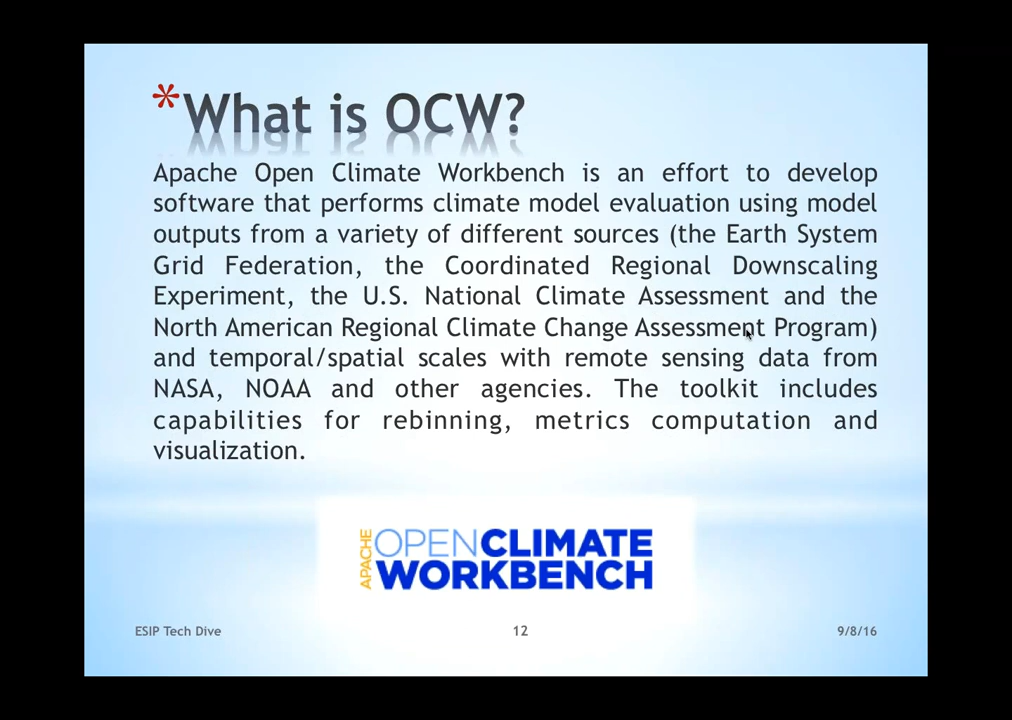 *What is OCW?
Apache Open Climate Workbench is an effort to develop
software that performs climate model evaluation using model
outputs from a variety of different sources (the Earth System
Grid Federation, the Coordinated Regional Downscaling
Experiment, the U.S. National Climate Assessment and the
North American Regional Climate Change Assessment Program)
and temporal/spatial scales with remote sensing data from
NASA, NOAA and other agencies. The toolkit includes
capabilities for rebinning, metrics computation and
visualization.
APACHE
OPENCLIMATE
WORKBENCH
ESIP Tech Dive
12
9/8/16